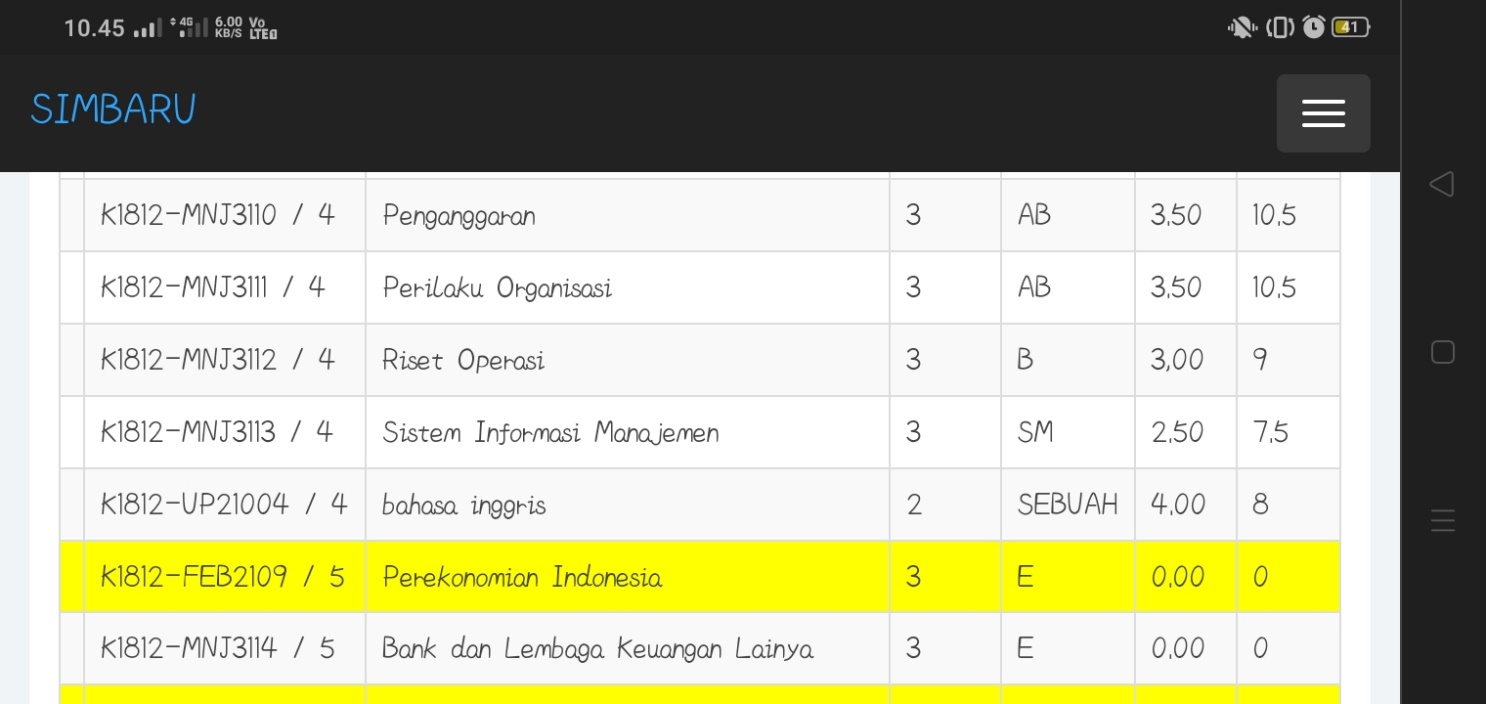 10.45 4G 6.00 KB/S Vo LTE 41
SIMBARU
K1812-MNJ3110 / 4 Penganggaran 3 AB 3,50 10,5
K1812-MNJ3111 / 4 Perilaku Organisasi 3 AB 3,50 10,5
K1812-MNJ3112 / 4 Riset Operasi 3 B 3,00 9
K1812-MNJ3113 / 4 Sistem Informasi Manajemen 3 SM 2,50 7,5
K1812-UP21004 / 4 bahasa inggris 2 SEBUAH 4,00 8
K1812-FEB2109 / 5 Perekonomian Indonesia 3 E 0,00 0
K1812-MNJ3114 / 5 Bank dan Lembaga Keuangan Lainya 3 E 0,00 0